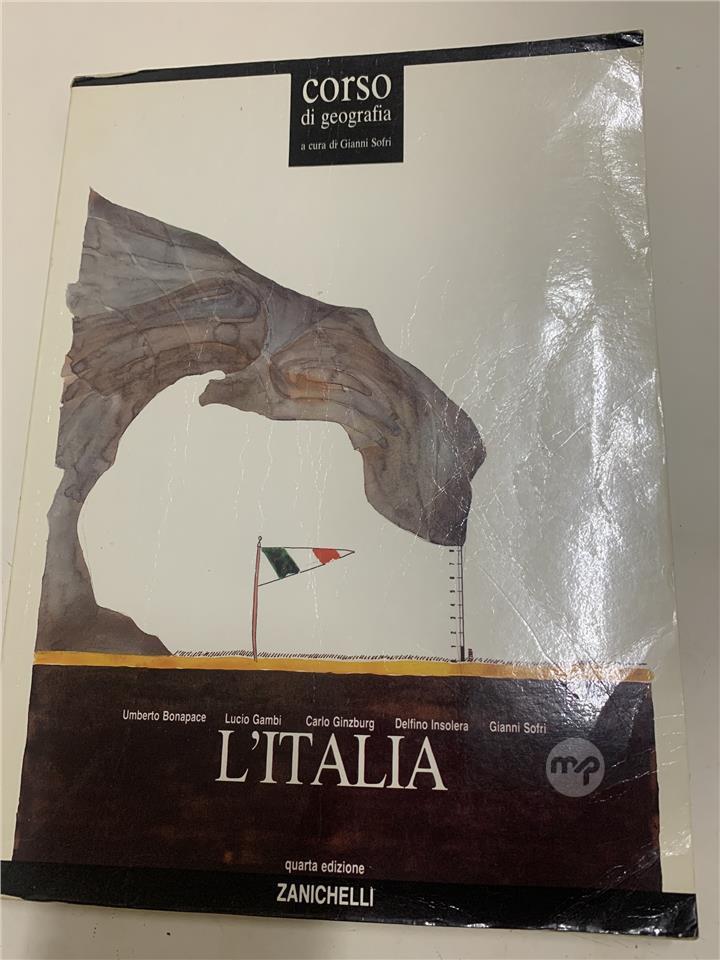 corso
di geografia
a cura di Gianni Sofri
Umberto Bonapace Lucio Gambi Carlo Ginzburg Delfino Insolera Gianni Sofri
L'ITALIA
mp
quarta edizione
ZANICHELLI